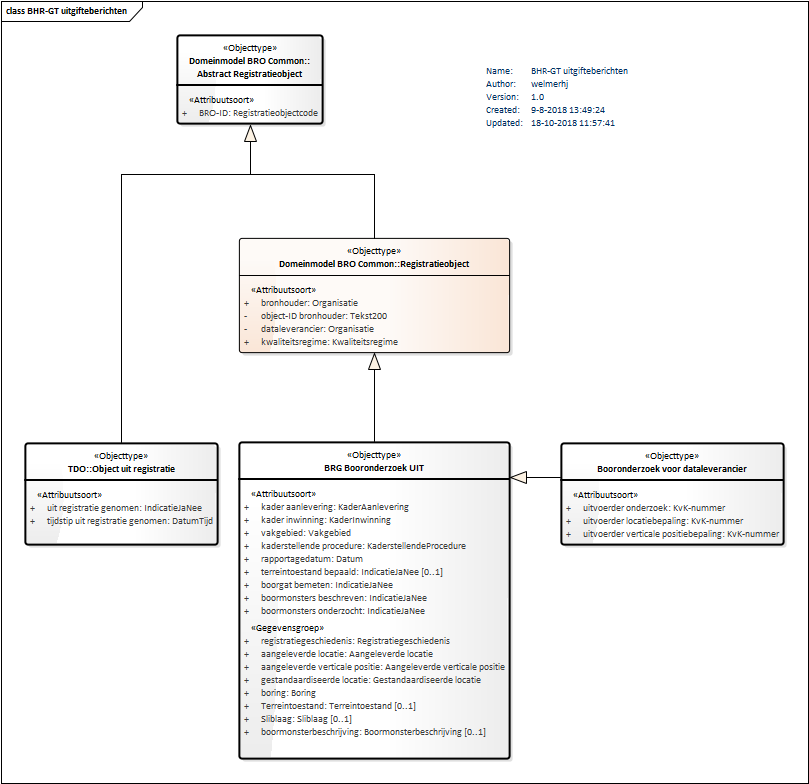 class BHR-GT uitgifteberichten
«Objecttype»
Domeinmodel BRO Common::
Abstract Registratieobject
«Attribuutsoort»
+ BRO-ID: Registratieobjectcode
Name: BHR-GT uitgifteberichten
Author: welmerhj
Version: 1.0
Created: 9-8-2018 13:49:24
Updated: 18-10-2018 11:57:41
«Objecttype»
Domeinmodel BRO Common::Registratieobject
«Attribuutsoort»
+ bronhouder: Organisatie
- object-ID bronhouder: Tekst200
- dataleverancier: Organisatie
+ kwaliteitsregime: Kwaliteitsregime
«Objecttype»
TDO::Object uit registratie
«Attribuutsoort»
+ uit registratie genomen: IndicatieJaNee
+ tijdstip uit registratie genomen: DatumTijd
«Objecttype»
BRG Booronderzoek UIT
«Attribuutsoort»
+ kader aanlevering: KaderAanlevering
+ kader inwinning: KaderInwinning
+ vakgebied: Vakgebied
+ kaderstellende procedure: KaderstellendeProcedure
+ rapportagedatum: Datum
+ terreintoestand bepaald: IndicatieJaNee [0..1]
+ boorgat bemeten: IndicatieJaNee
+ boormonsters beschreven: IndicatieJaNee
+ boormonsters onderzocht: IndicatieJaNee
«Gegevensgroep»
+ registratiegeschiedenis: Registratiegeschiedenis
+ aangeleverde locatie: Aangeleverde locatie
+ aangeleverde verticale positie: Aangeleverde verticale positie
+ gestandaardiseerde locatie: Gestandaardiseerde locatie
+ boring: Boring
+ Terreintoestand: Terreintoestand [0..1]
+ Sliblaag: Sliblaag [0..1]
+ boormonsterbeschrijving: Boormonsterbeschrijving [0..1]
«Objecttype»
Booronderzoek voor dataleverancier
«Attribuutsoort»
+ uitvoerder onderzoek: KvK-nummer
+ uitvoerder locatiebepaling: KvK-nummer
+ uitvoerder verticale positiebepaling: KvK-nummer